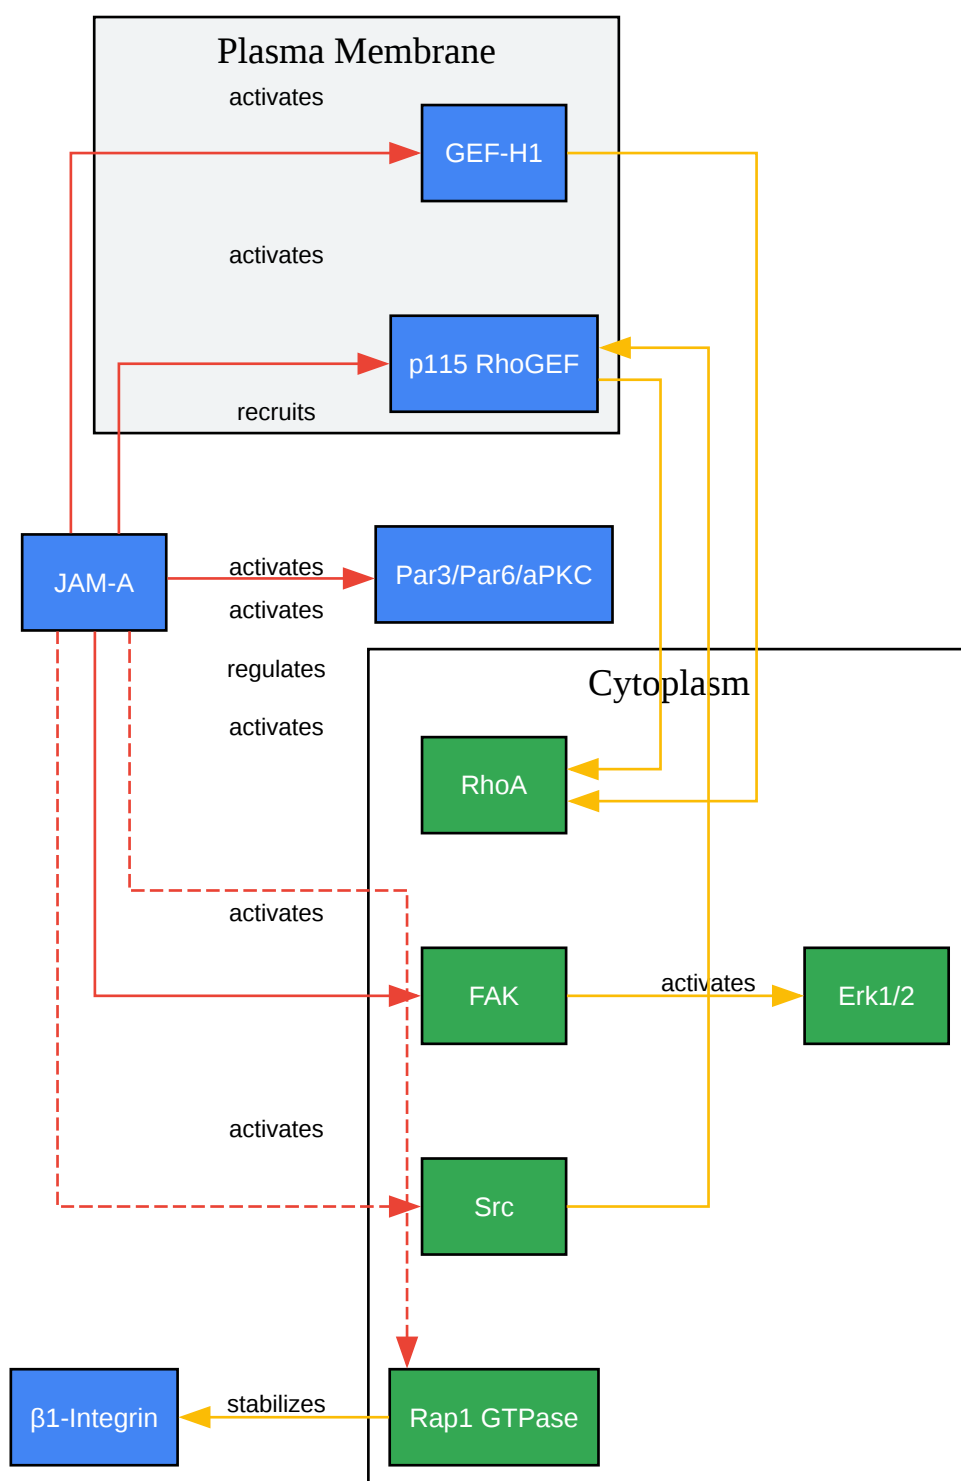 Plasma Membrane
activates
GEF-H1
activates
p115 RhoGEF
recruits
JAM-A
activates
Par3/Par6/aPKC
activates
regulates
Cytoplasm
activates
RhoA
activates
FAK
activates
Erk1/2
activates
Src
β1-Integrin
stabilizes
Rap1 GTPase